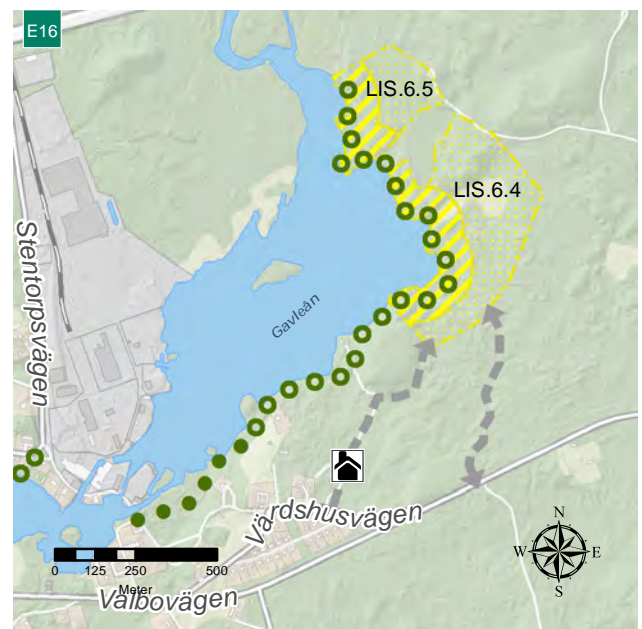 E16
LIS.6.5
LIS.6.4
Stentorpsvägen
Gavleån
Värdshusvägen
N
W
E
S
0
125
250
500
Meter
Valbovägen